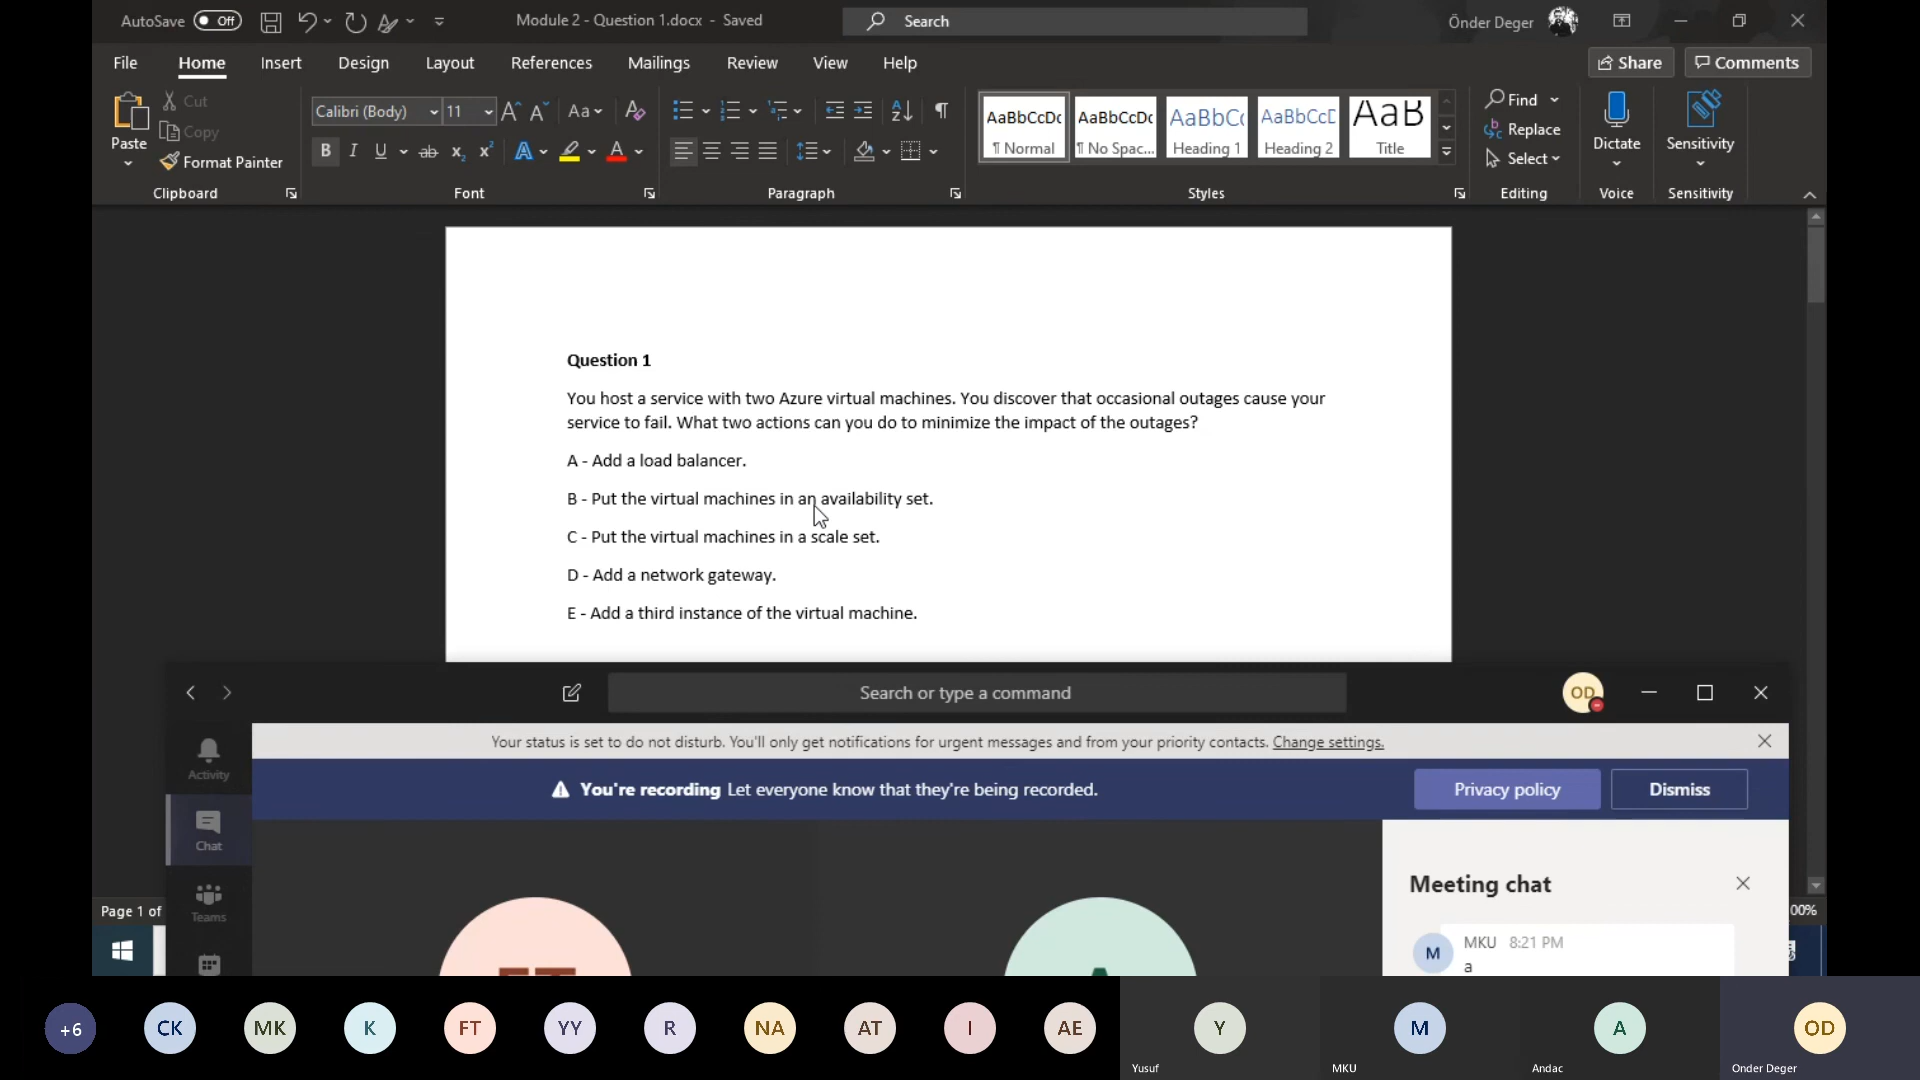 AutoSave Off
Module 2 - Question 1.docx - Saved
Search
Önder Deger
File Home Insert Design Layout References Mailings Review View Help
Share Comments
Paste
Cut
Copy
Format Painter
Clipboard
Calibri (Body) 11
Font
Paragraph
AaBbCcDc
¶ Normal
AaBbCcDc
¶ No Spac...
AaBbC
Heading 1
AaBbCcD
Heading 2
AaB
Title
Styles
Find
Replace
Select
Editing
Dictate
Voice
Sensitivity
Sensitivity
Question 1
You host a service with two Azure virtual machines. You discover that occasional outages cause your
service to fail. What two actions can you do to minimize the impact of the outages?
A - Add a load balancer.
B - Put the virtual machines in an availability set.
C - Put the virtual machines in a scale set.
D - Add a network gateway.
E - Add a third instance of the virtual machine.
Search or type a command
OD
Your status is set to do not disturb. You'll only get notifications for urgent messages and from your priority contacts. Change settings.
You're recording Let everyone know that they're being recorded.
Privacy policy
Dismiss
Activity
Chat
Teams
Meeting chat
M
MKU 8:21 PM
a
Page 1 of
00%
+6 CK MK K FT YY R NA AT I AE Y M A OD
Yusuf MKU Andac Onder Deger